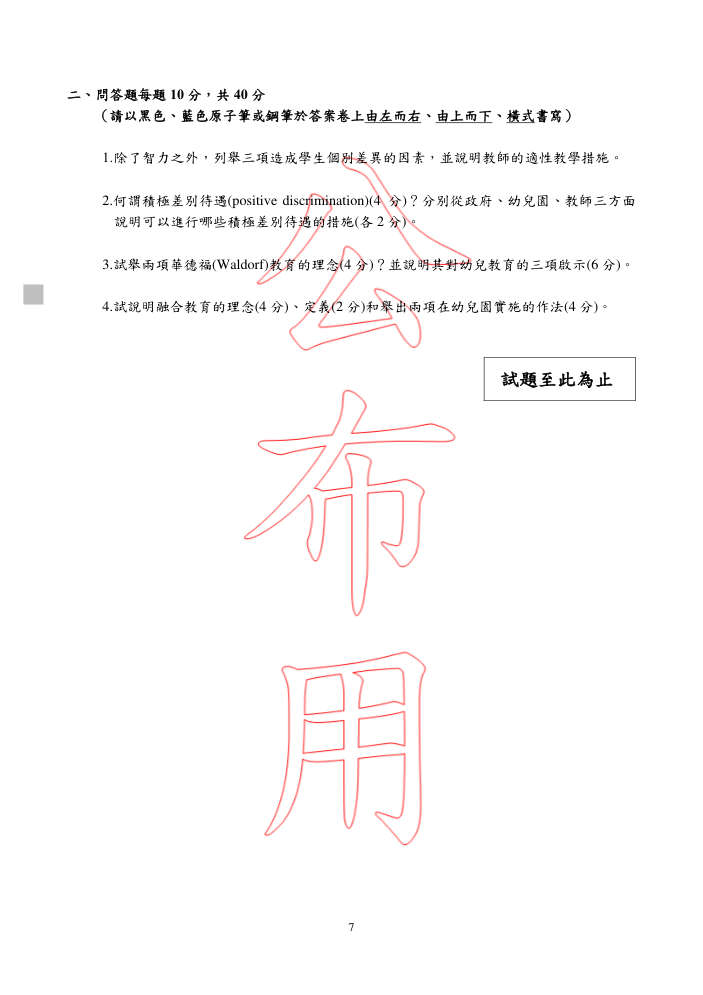 二、問答題每題 10 分，共 40 分
（請以黑色、藍色原子筆或鋼筆於答案卷上由左而右、由上而下、橫式書寫）
1.除了智力之外，列舉三項造成學生個別差異的因素，並說明教師的適性教學措施。
2.何謂積極差別待遇(positive discrimination)(4 分)？分別從政府、幼兒園、教師三方面
說明可以進行哪些積極差別待遇的措施(各 2 分)。
3.試舉兩項華德福(Waldorf)教育的理念(4 分)？並說明其對幼兒教育的三項啟示(6 分)。
4.試說明融合教育的理念(4 分)、定義(2 分)和舉出兩項在幼兒園實施的作法(4 分)。
試題至此為止
公
布
用
7